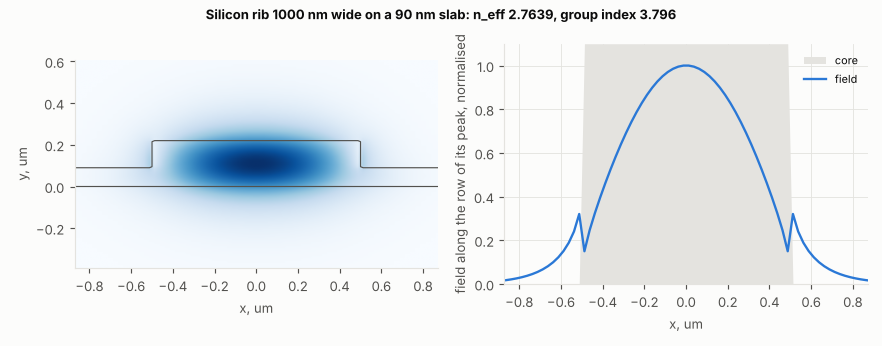 Silicon rib 1000 nm wide on a 90 nm slab: n_eff 2.7639, group index 3.796
y, um
0.6
0.4
0.2
0.0
−0.2
−0.8 −0.6 −0.4 −0.2 0.0 0.2 0.4 0.6 0.8
x, um
field along the row of its peak, normalised
1.0
0.8
0.6
0.4
0.2
0.0
core
field
−0.8 −0.6 −0.4 −0.2 0.0 0.2 0.4 0.6 0.8
x, um